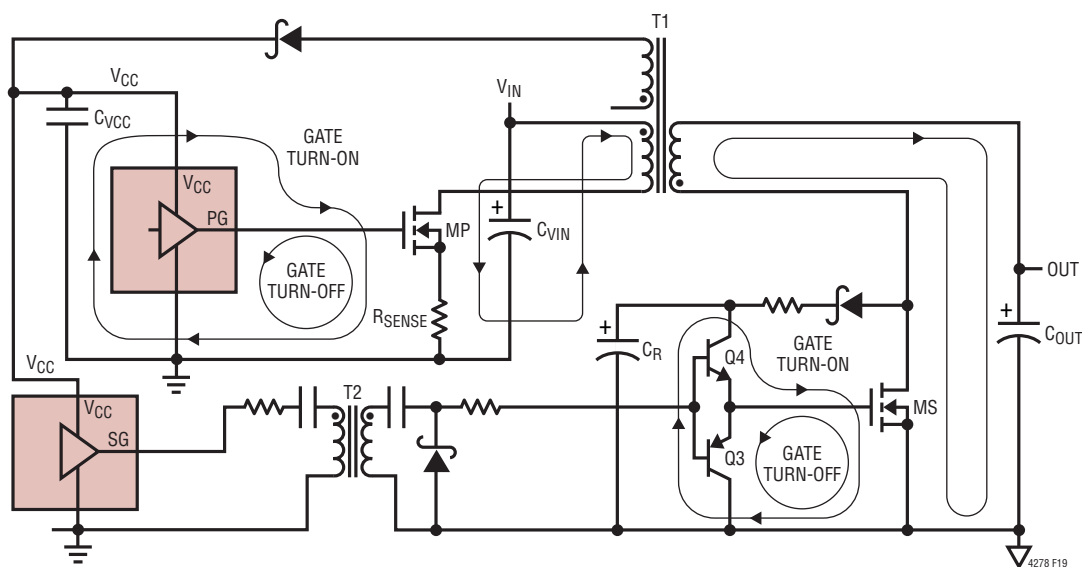 T1
VCC
VIN
CVCC
GATE
TURN-ON
VCC
PG
MP
+
CVIN
GATE
TURN-OFF
RSENSE
OUT
+
COUT
+
CR
GATE
TURN-ON
Q4
MS
VCC
VCC
SG
T2
Q3
GATE
TURN-OFF
4278 F19